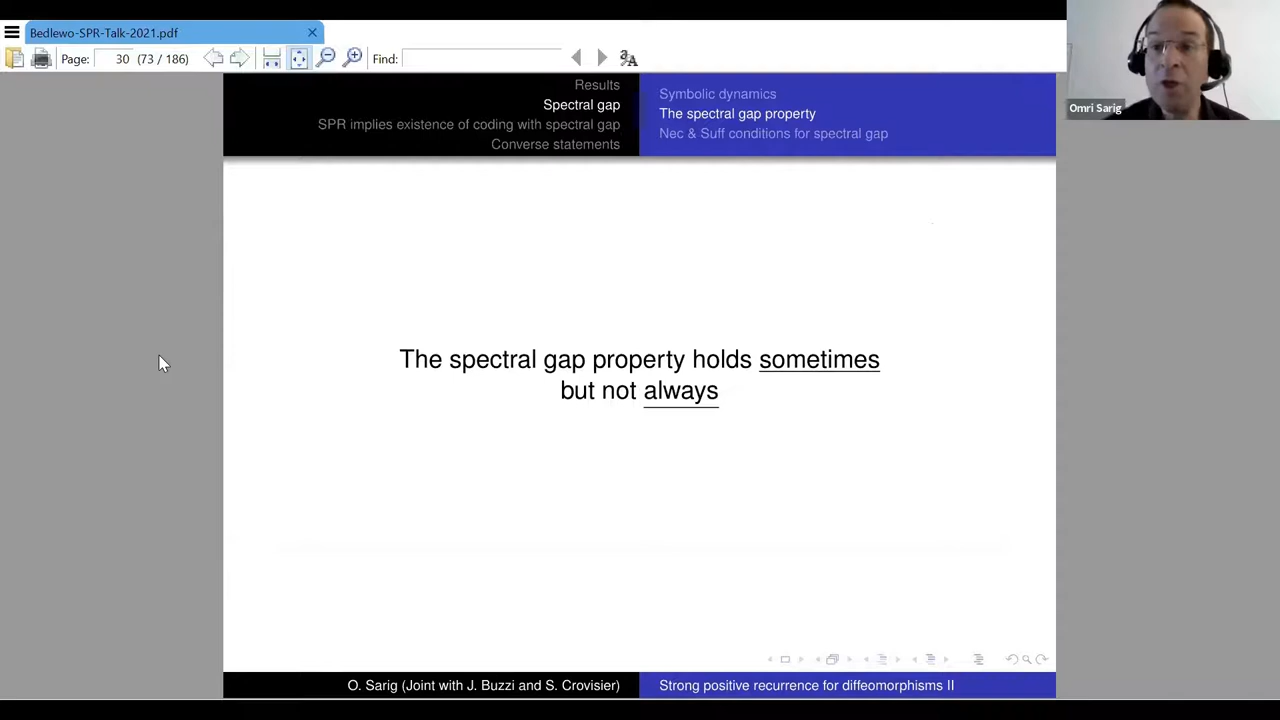 Bedlewo-SPR-Talk-2021.pdf
Page: 30 (73 / 186) Find:
Omri Sarig
Results
Spectral gap
SPR implies existence of coding with spectral gap
Converse statements
Symbolic dynamics
The spectral gap property
Nec & Suff conditions for spectral gap
The spectral gap property holds sometimes
but not always
O. Sarig (Joint with J. Buzzi and S. Crovisier)
Strong positive recurrence for diffeomorphisms II